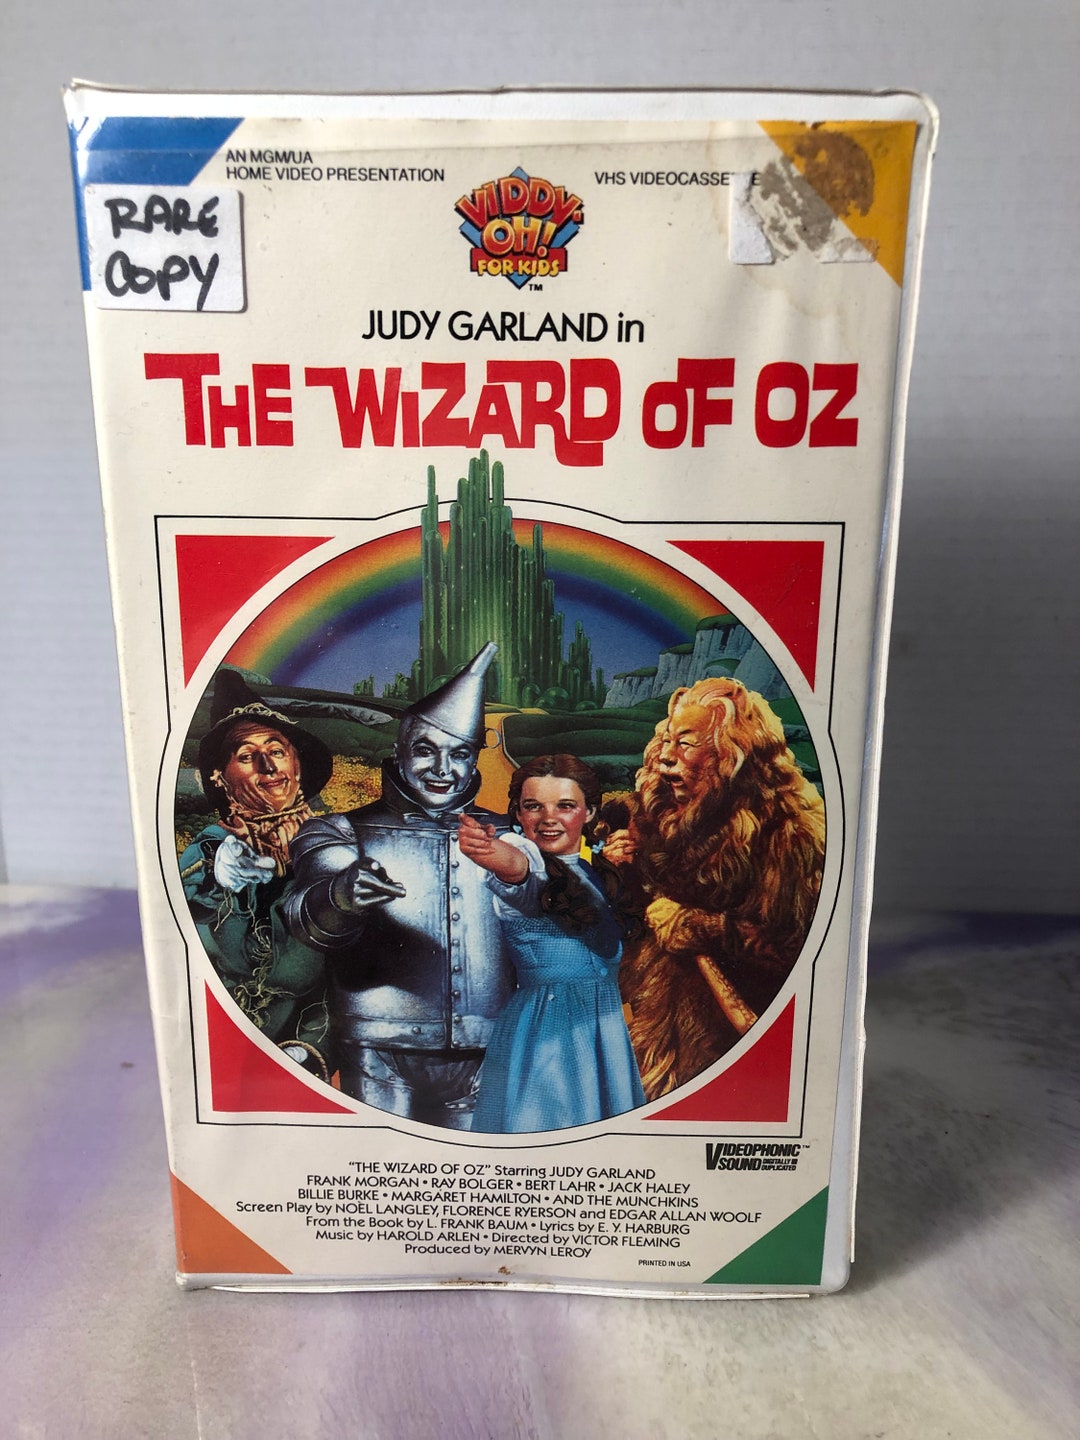 AN MGM/UA
HOME VIDEO PRESENTATION
VHS
RARE
COPY
VIDDY-
OH!
FOR KIDS
TM
JUDY GARLAND in
THE WIZARD OF OZ
VIDEOPHONIC™
SOUND DIGITALLY DUPLICATED
"THE WIZARD OF OZ" Starring JUDY GARLAND
FRANK MORGAN • RAY BOLGER • BERT LAHR • JACK HALEY
BILLIE BURKE • MARGARET HAMILTON • AND THE MUNCHKINS
Screen Play by NOËL LANGLEY, FLORENCE RYERSON and EDGAR ALLAN WOOLF
From the Book by L. FRANK BAUM • Lyrics by E. Y. HARBURG
Music by HAROLD ARLEN • Directed by VICTOR FLEMING
Produced by MERVYN LEROY
PRINTED IN USA